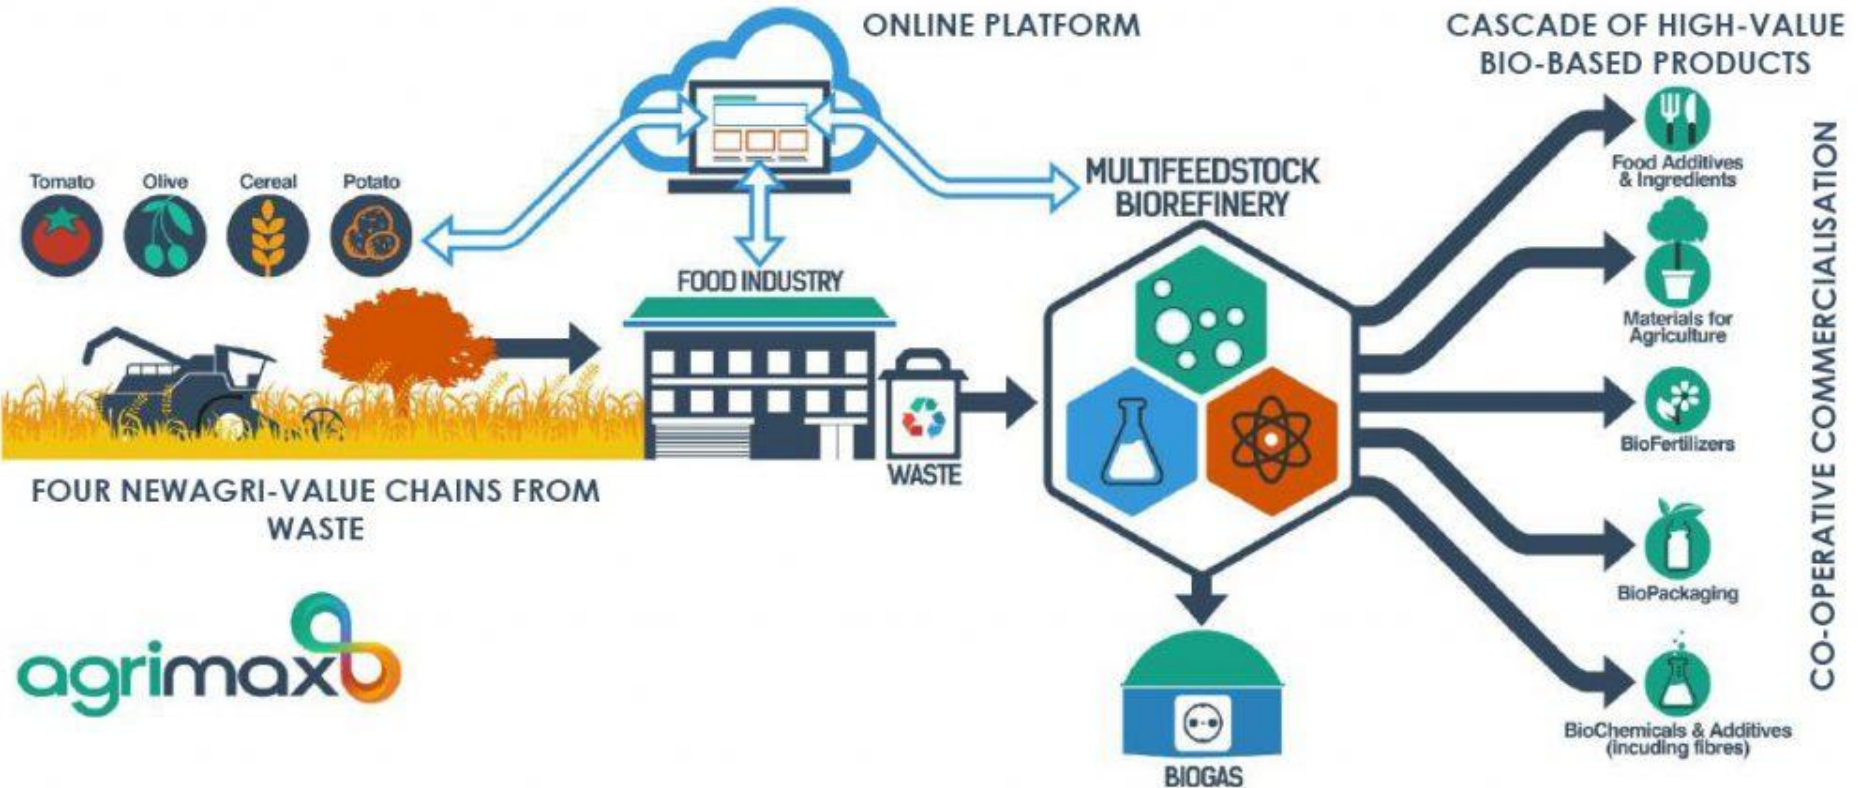 ONLINE PLATFORM
CASCADE OF HIGH-VALUE
BIO-BASED PRODUCTS
Tomato
Olive
Cereal
Potato
MULTIFEEDSTOCK
BIOREFINERY
Food Additives
& Ingredients
FOOD INDUSTRY
Materials for
Agriculture
BioFertilizers
WASTE
FOUR NEWAGRI-VALUE CHAINS FROM
WASTE
BioPackaging
agrimax
BioChemicals & Additives
(incuding fibres)
BIOGAS
CO-OPERATIVE COMMERCIALISATION